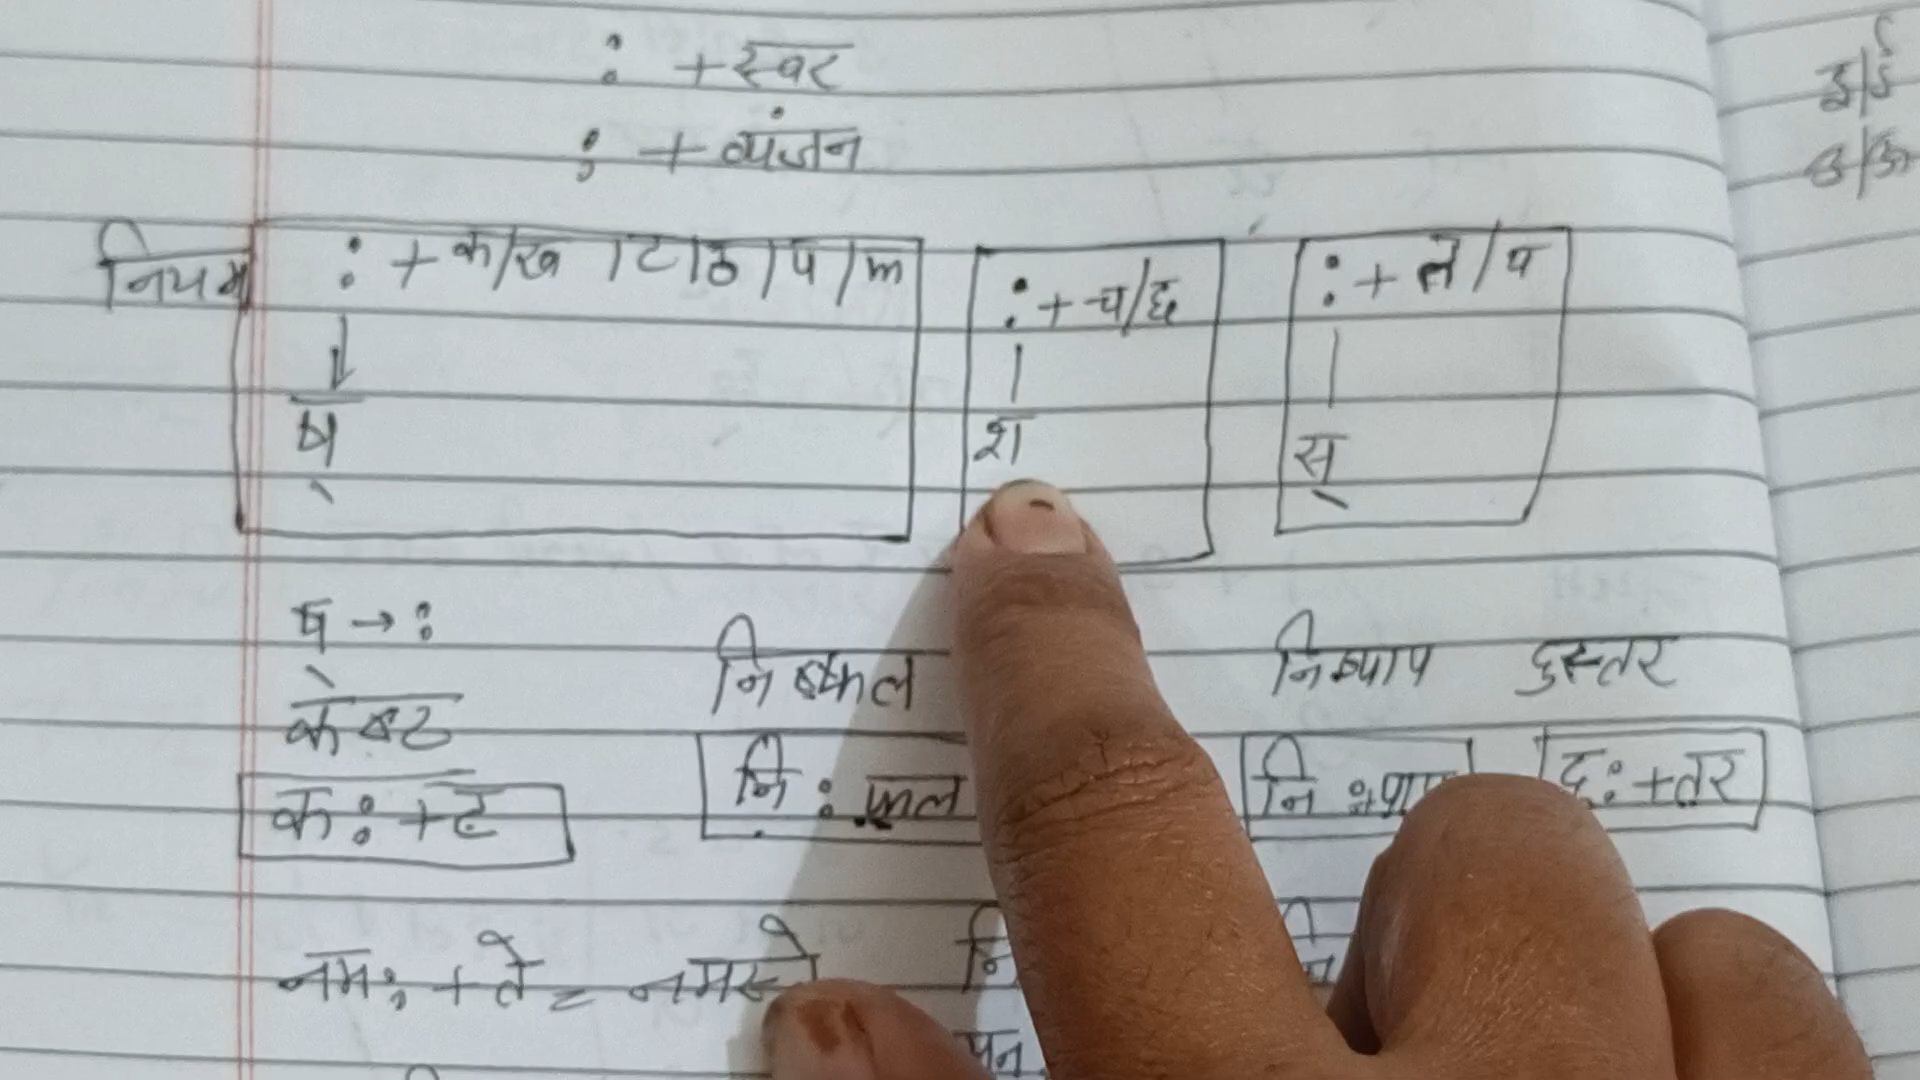 : + स्वर
: + व्यंजन
नियम : + क/ख/ट/ठ/प/फ
ष्
: + च/छ
श
: + त/थ
स्
ष् → :
कष्ट
क: + ट
निष्फल
नि : फल
निष्पाप
नि :+पाप
दुस्तर
दु: + तर
नम: + ते = नमस्ते
इ/ई
उ/ऊ